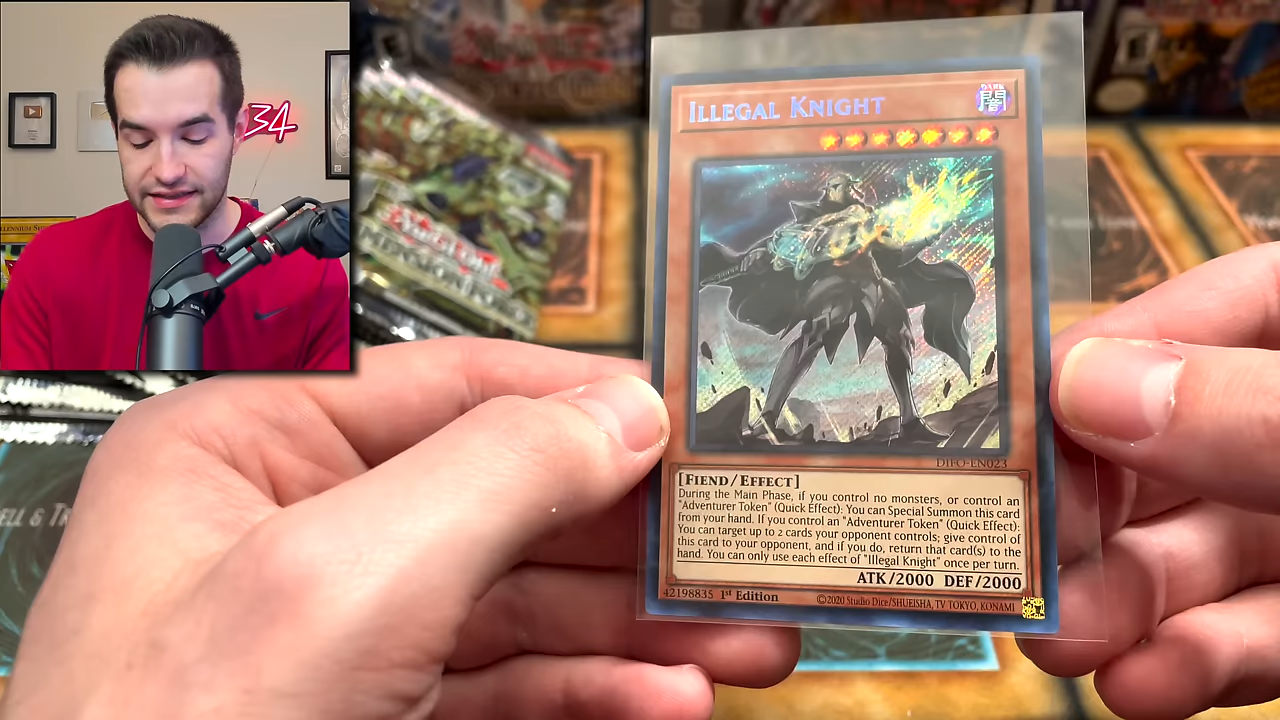 34
ILLENNIUM
ILLEGAL KNIGHT
DARK
闇
DIFO-EN023
[FIEND/EFFECT]
During the Main Phase, if you control no monsters, or control an
"Adventurer Token" (Quick Effect): You can Special Summon this card
from your hand. If you control an "Adventurer Token" (Quick Effect):
You can target up to 2 cards your opponent controls; give control of
this card to your opponent, and if you do, return that card(s) to the
hand. You can only use each effect of "Illegal Knight" once per turn.
ATK/2000 DEF/2000
42198835 1st Edition
©2020 Studio Dice/SHUEISHA, TV TOKYO, KONAMI